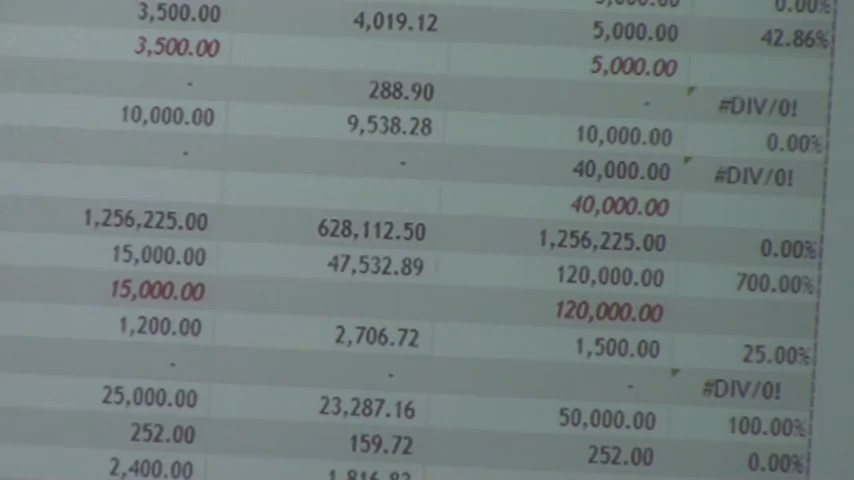 0.00%
3,500.00 4,019.12 5,000.00 42.86%
3,500.00 5,000.00
- 288.90 - #DIV/0!
10,000.00 9,538.28 10,000.00 0.00%
- - 40,000.00 #DIV/0!
40,000.00
1,256,225.00 628,112.50 1,256,225.00 0.00%
15,000.00 47,532.89 120,000.00 700.00%
15,000.00 120,000.00
1,200.00 2,706.72 1,500.00 25.00%
- - - #DIV/0!
25,000.00 23,287.16 50,000.00 100.00%
252.00 159.72 252.00 0.00%
2,400.00